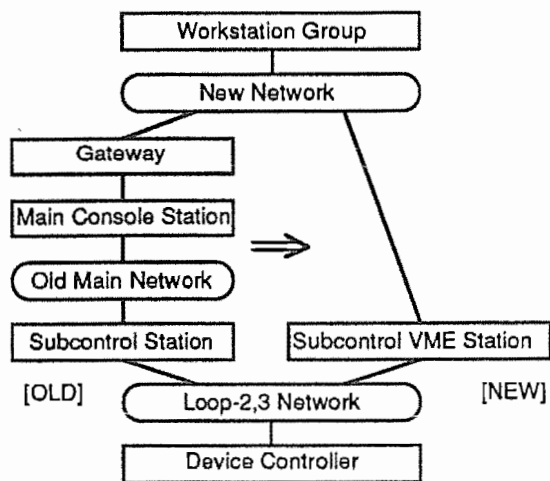 Workstation Group
New Network
Gateway
Main Console Station
Old Main Network
Subcontrol Station
Subcontrol VME Station
[OLD]
[NEW]
Loop-2,3 Network
Device Controller